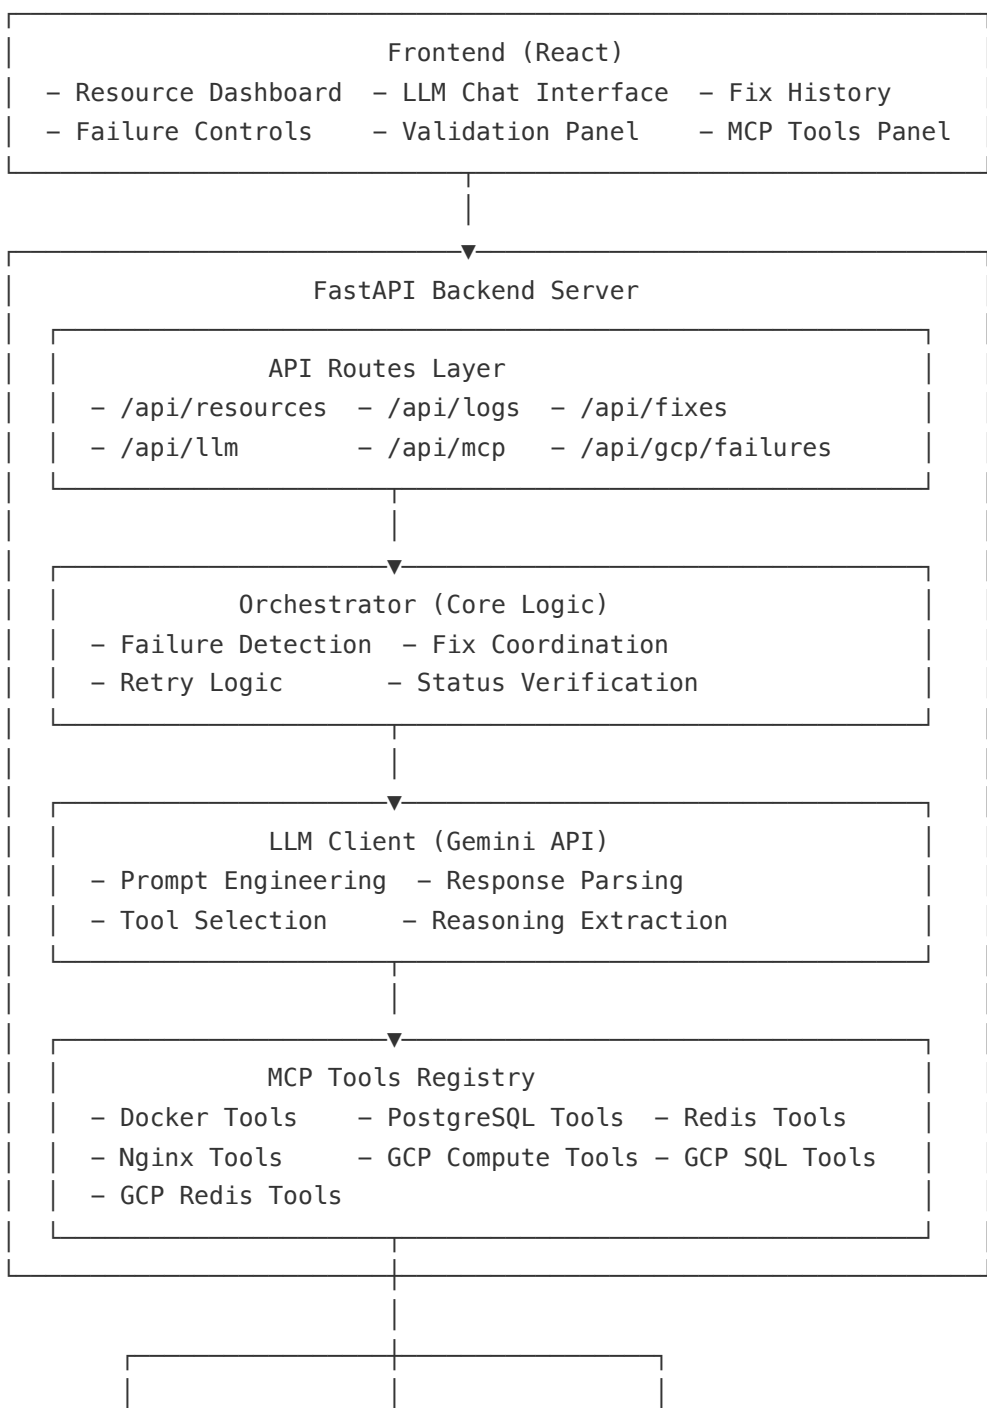 Frontend (React)
– Resource Dashboard – LLM Chat Interface – Fix History
– Failure Controls – Validation Panel – MCP Tools Panel
FastAPI Backend Server
API Routes Layer
– /api/resources – /api/logs – /api/fixes
– /api/llm – /api/mcp – /api/gcp/failures
Orchestrator (Core Logic)
– Failure Detection – Fix Coordination
– Retry Logic – Status Verification
LLM Client (Gemini API)
– Prompt Engineering – Response Parsing
– Tool Selection – Reasoning Extraction
MCP Tools Registry
– Docker Tools – PostgreSQL Tools – Redis Tools
– Nginx Tools – GCP Compute Tools – GCP SQL Tools
– GCP Redis Tools